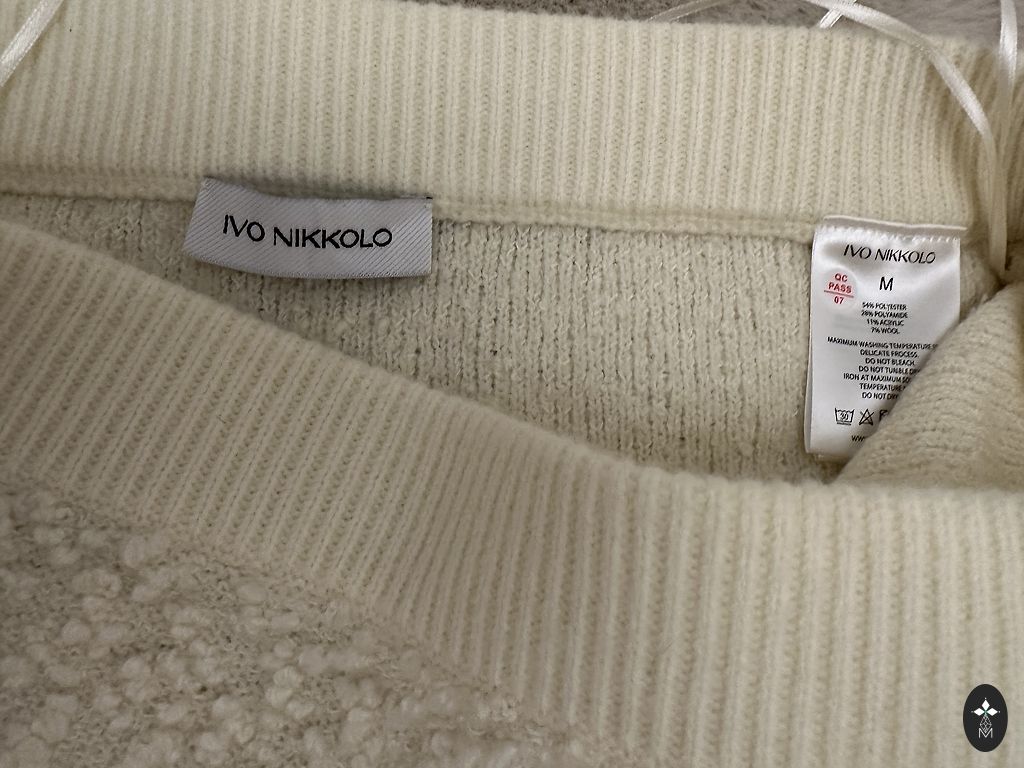 IVO NIKKOLO
IVO NIKKOLO
QC
PASS
07
M
54% POLYESTER
28% POLYAMIDE
11% ACRYLIC
7% WOOL
MAXIMUM WASHING TEMPERATURE
DELICATE PROCESS.
DO NOT BLEACH.
DO NOT TUMBLE
IRON AT MAXIMUM
TEMPERATURE
DO NOT
30
M